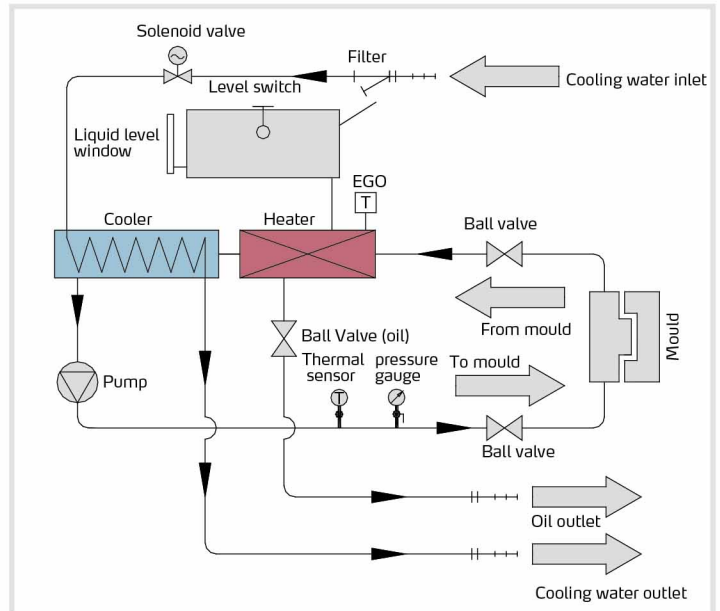 Solenoid valve
Filter
Cooling water inlet
Level switch
Liquid level
window
EGO
T
Cooler
Heater
Ball valve
From mould
Mould
Ball Valve (oil)
Thermal
sensor
pressure
gauge
To mould
Pump
T
Ball valve
Oil outlet
Cooling water outlet